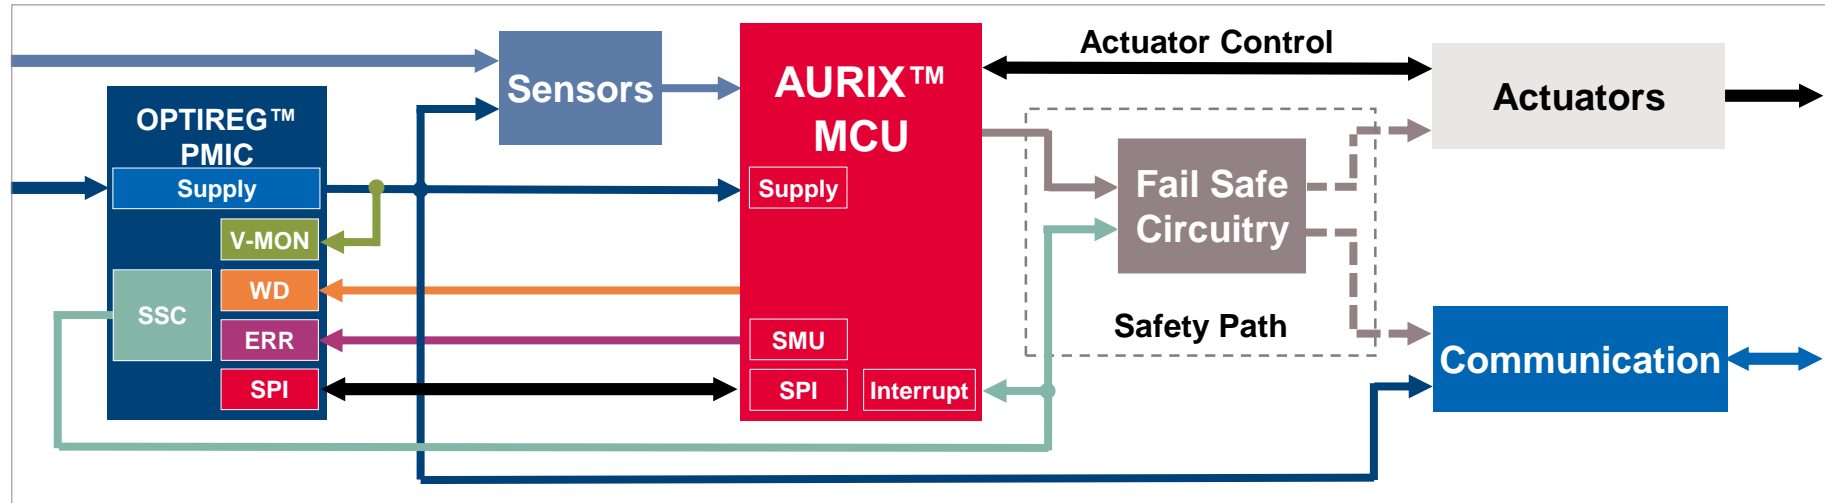 OPTIREG™
PMIC
Supply
V-MON
WD
SSC
ERR
SPI
Sensors
AURIX™
MCU
Supply
SMU
SPI
Interrupt
Actuator Control
Fail Safe
Circuitry
Safety Path
Actuators
Communication